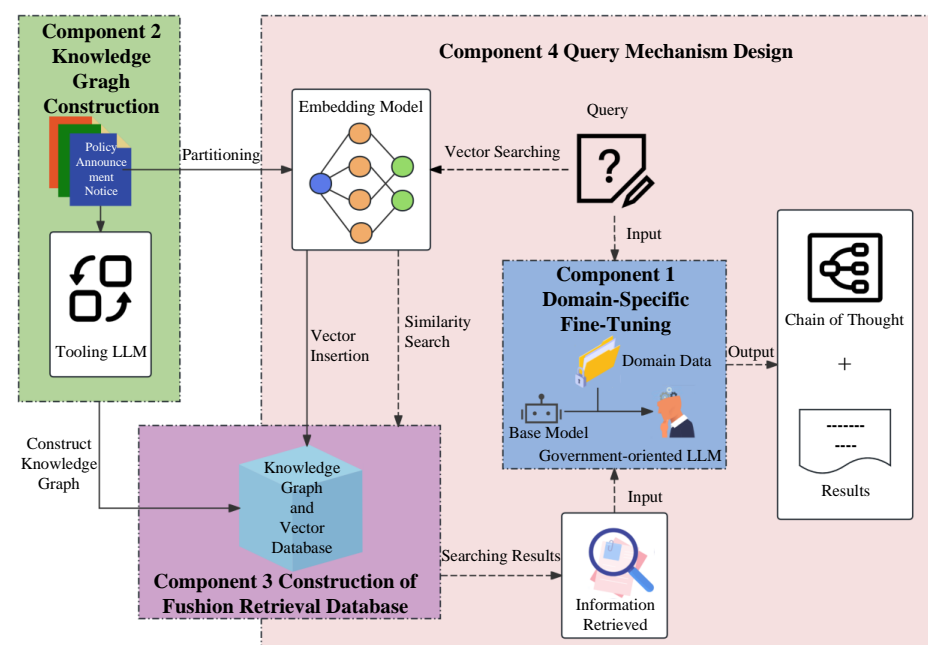 Component 2
Knowledge
Gragh
Construction
Policy
Announce
ment
Notice
Tooling LLM
Partitioning
Construct
Knowledge
Graph
Component 4 Query Mechanism Design
Embedding Model
Query
?
Vector Searching
Vector
Insertion
Similarity
Search
Input
Component 1
Domain-Specific
Fine-Tuning
Domain Data
Base Model
Government-oriented LLM
Output
Chain of Thought
+
Results
Input
Knowledge
Graph
and
Vector
Database
Component 3 Construction of
Fushion Retrieval Database
Searching Results
Information
Retrieved